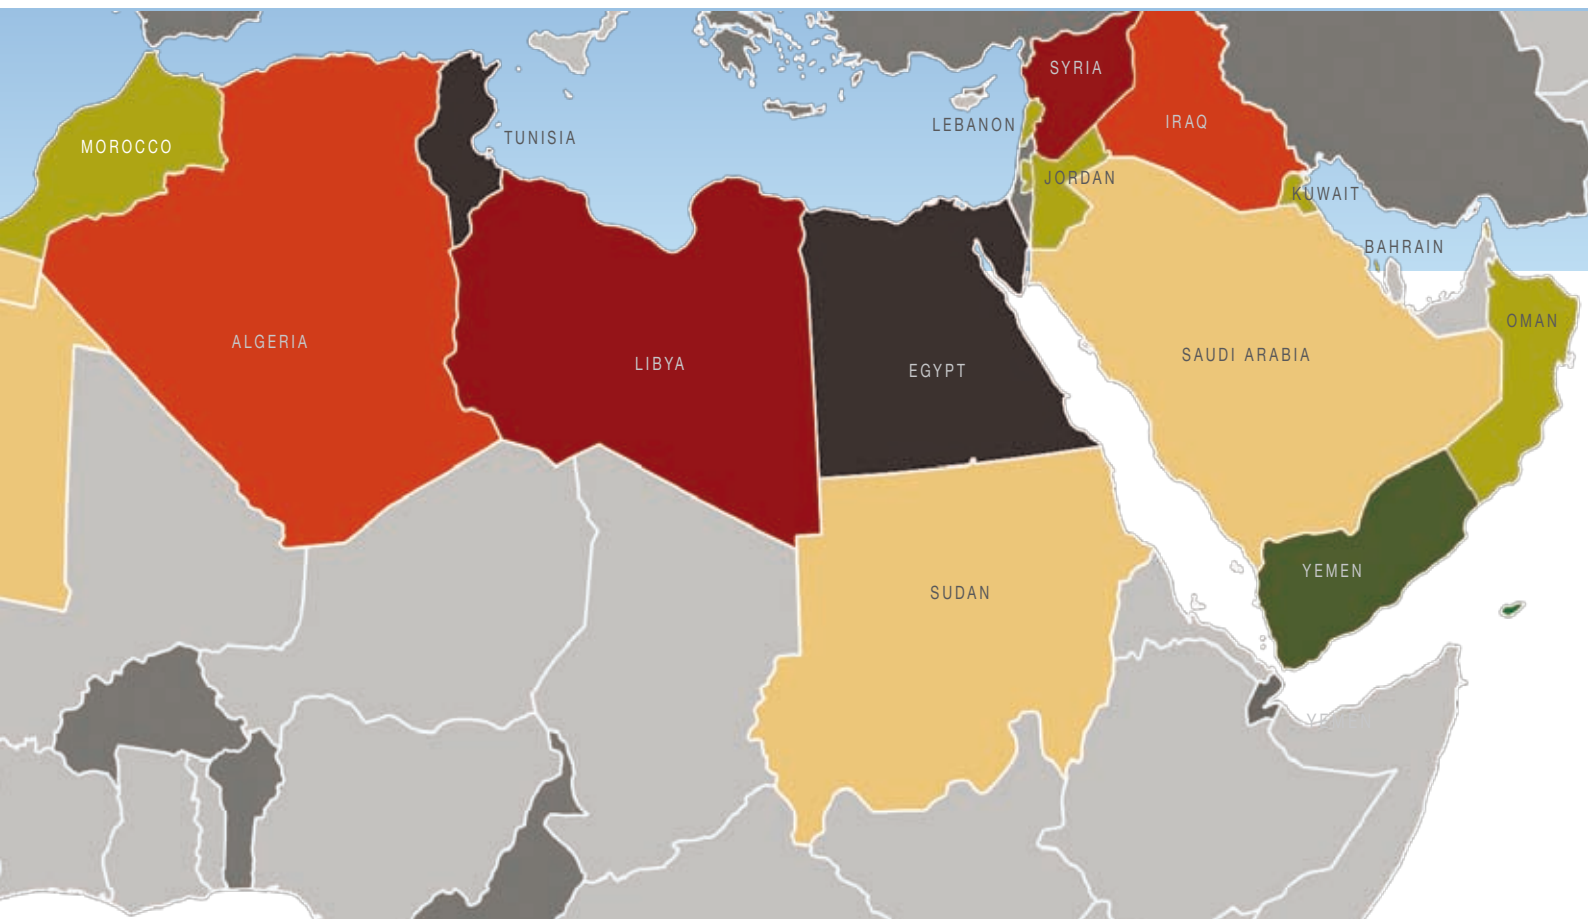 SYRIA
LEBANON
IRAQ
TUNISIA
MOROCCO
JORDAN
KUWAIT
BAHRAIN
OMAN
ALGERIA
LIBYA
EGYPT
SAUDI ARABIA
YEMEN
SUDAN